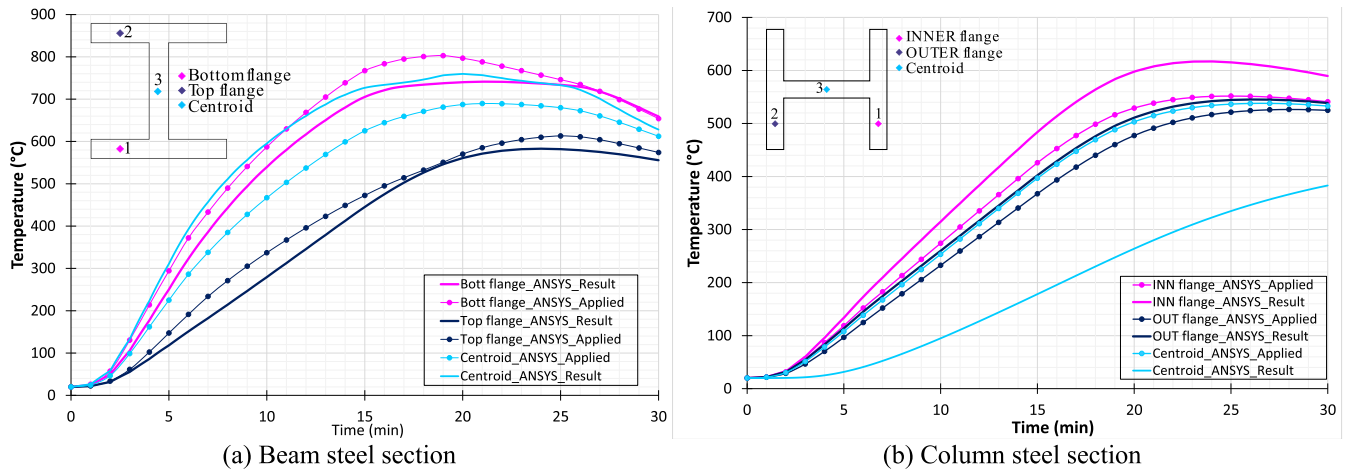 900
800
700
600
500
400
300
200
100
0
Temperature (°C)
0 5 10 15 20 25 30
Time (min)
2
3
1
Bottom flange
Top flange
Centroid
Bott flange_ANSYS_Result
Bott flange_ANSYS_Applied
Top flange_ANSYS_Result
Top flange_ANSYS_Applied
Centroid_ANSYS_Applied
Centroid_ANSYS_Result
(a) Beam steel section
700
600
500
400
300
200
100
0
Temperature (°C)
0 5 10 15 20 25 30
Time (min)
INNER flange
OUTER flange
Centroid
3
2 1
INN flange_ANSYS_Applied
INN flange_ANSYS_Result
OUT flange_ANSYS_Applied
OUT flange_ANSYS_Result
Centroid_ANSYS_Applied
Centroid_ANSYS_Result
(b) Column steel section